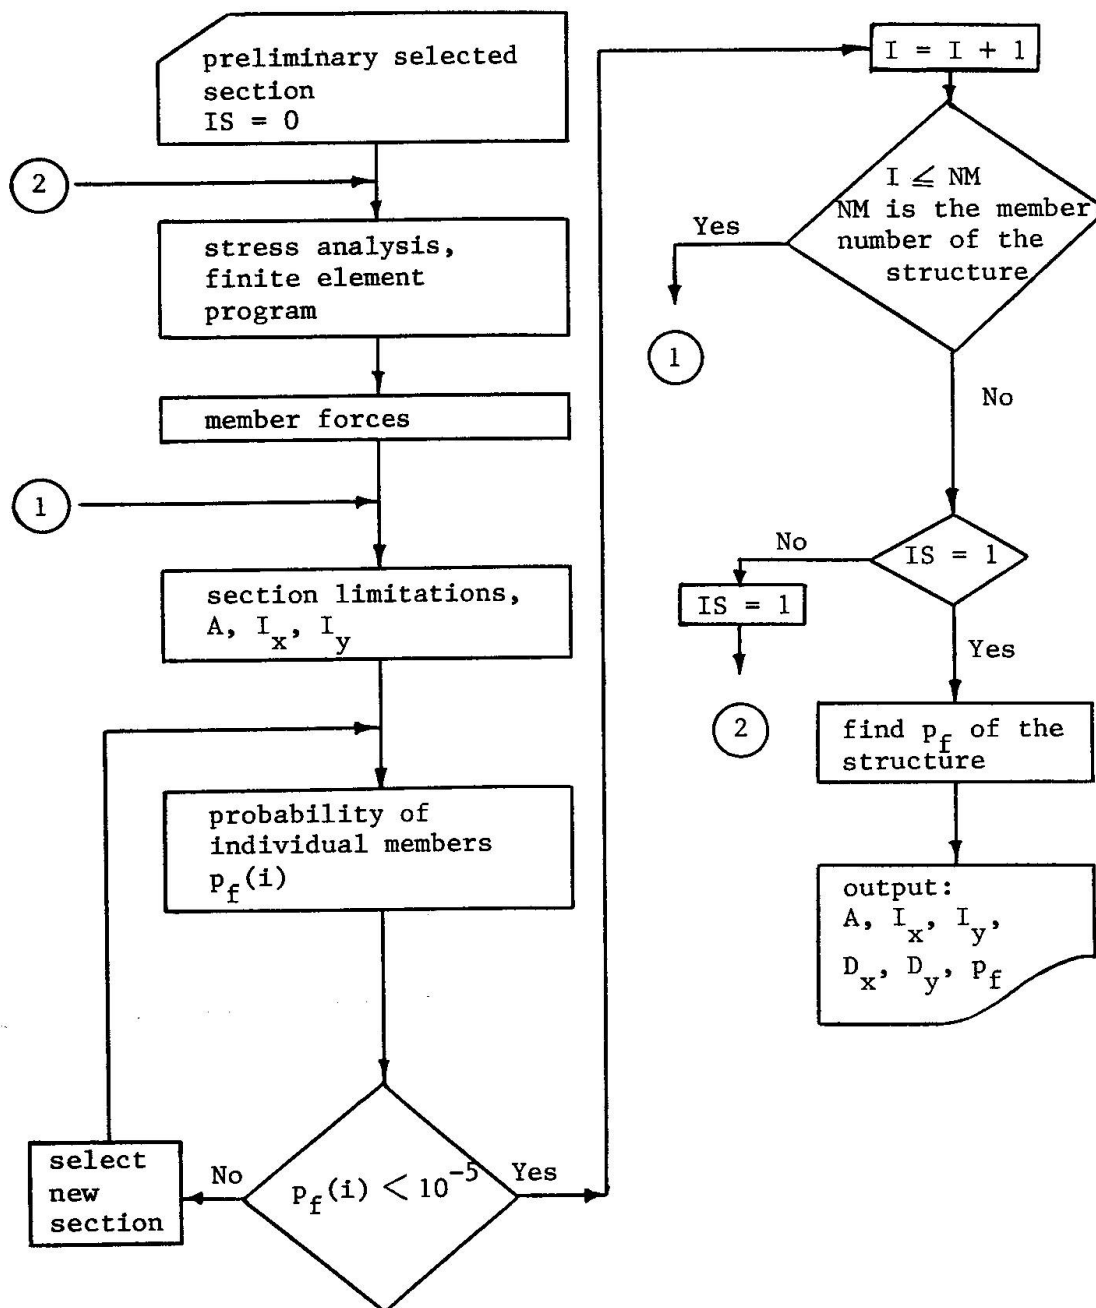 preliminary selected
section
IS = 0
2
stress analysis,
finite element
program
member forces
1
section limitations,
A, I_x, I_y
probability of
individual members
p_f(i)
p_f(i) < 10^-5
No
Yes
select
new
section
I = I + 1
I ≦ NM
NM is the member
number of the
structure
Yes
1
No
IS = 1
No
IS = 1
2
Yes
find p_f of the
structure
output:
A, I_x, I_y,
D_x, D_y, p_f